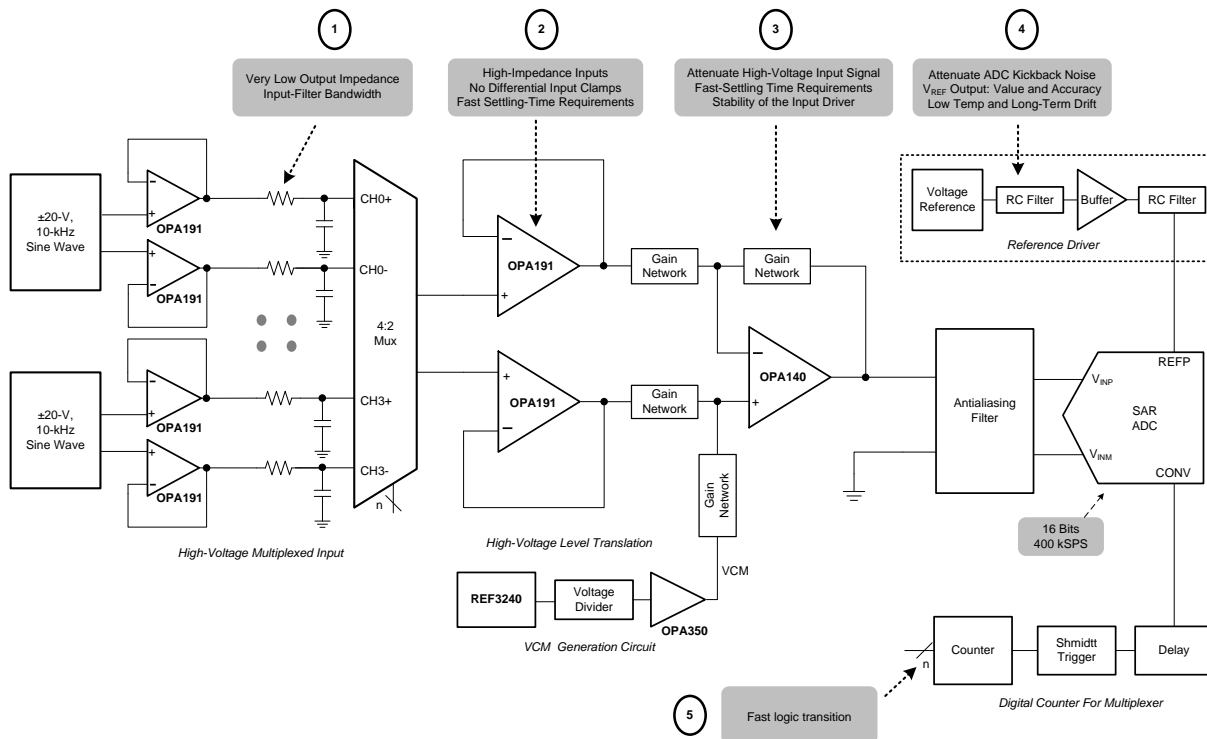 1
2
3
4
Very Low Output Impedance
Input-Filter Bandwidth
High-Impedance Inputs
No Differential Input Clamps
Fast Settling-Time Requirements
Attenuate High-Voltage Input Signal
Fast-Settling Time Requirements
Stability of the Input Driver
Attenuate ADC Kickback Noise
VREF Output: Value and Accuracy
Low Temp and Long-Term Drift
±20-V,
10-kHz
Sine Wave
−
+
OPA191
+
−
OPA191
CH0+
CH0-
4:2
Mux
CH3+
CH3-
n
±20-V,
10-kHz
Sine Wave
−
+
OPA191
+
−
OPA191
High-Voltage Multiplexed Input
−
OPA191
+
+
OPA191
−
High-Voltage Level Translation
Gain
Network
Gain
Network
Gain
Network
Gain
Network
−
OPA140
+
VCM
REF3240
Voltage
Divider
OPA350
VCM Generation Circuit
Voltage
Reference
RC Filter
Buffer
RC Filter
Reference Driver
Antialiasing
Filter
REFP
VINP
SAR
ADC
VINM
CONV
16 Bits
400 kSPS
n
Counter
Shmidtt
Trigger
Delay
Digital Counter For Multiplexer
5
Fast logic transition